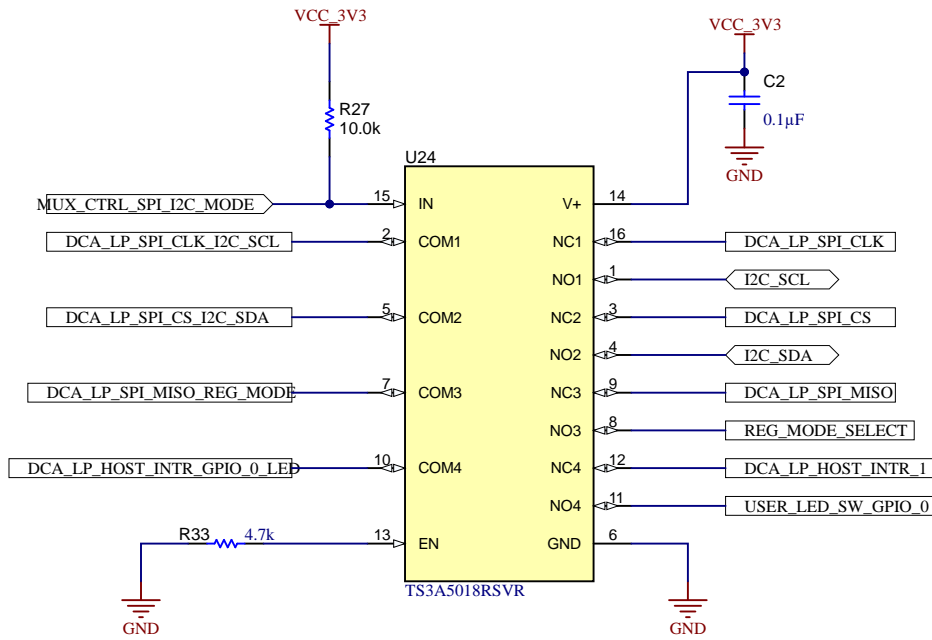 VCC_3V3
VCC_3V3
R27
10.0k
C2
0.1µF
GND
U24
MUX_CTRL_SPI_I2C_MODE
15
IN
V+
14
DCA_LP_SPI_CLK_I2C_SCL
2
COM1
NC1
16
DCA_LP_SPI_CLK
NO1
1
I2C_SCL
DCA_LP_SPI_CS_I2C_SDA
5
COM2
NC2
3
DCA_LP_SPI_CS
NO2
4
I2C_SDA
DCA_LP_SPI_MISO_REG_MODE
7
COM3
NC3
9
DCA_LP_SPI_MISO
NO3
8
REG_MODE_SELECT
DCA_LP_HOST_INTR_GPIO_0_LED
10
COM4
NC4
12
DCA_LP_HOST_INTR_1
NO4
11
USER_LED_SW_GPIO_0
R33
4.7k
13
EN
GND
6
TS3A5018RSVR
GND
GND